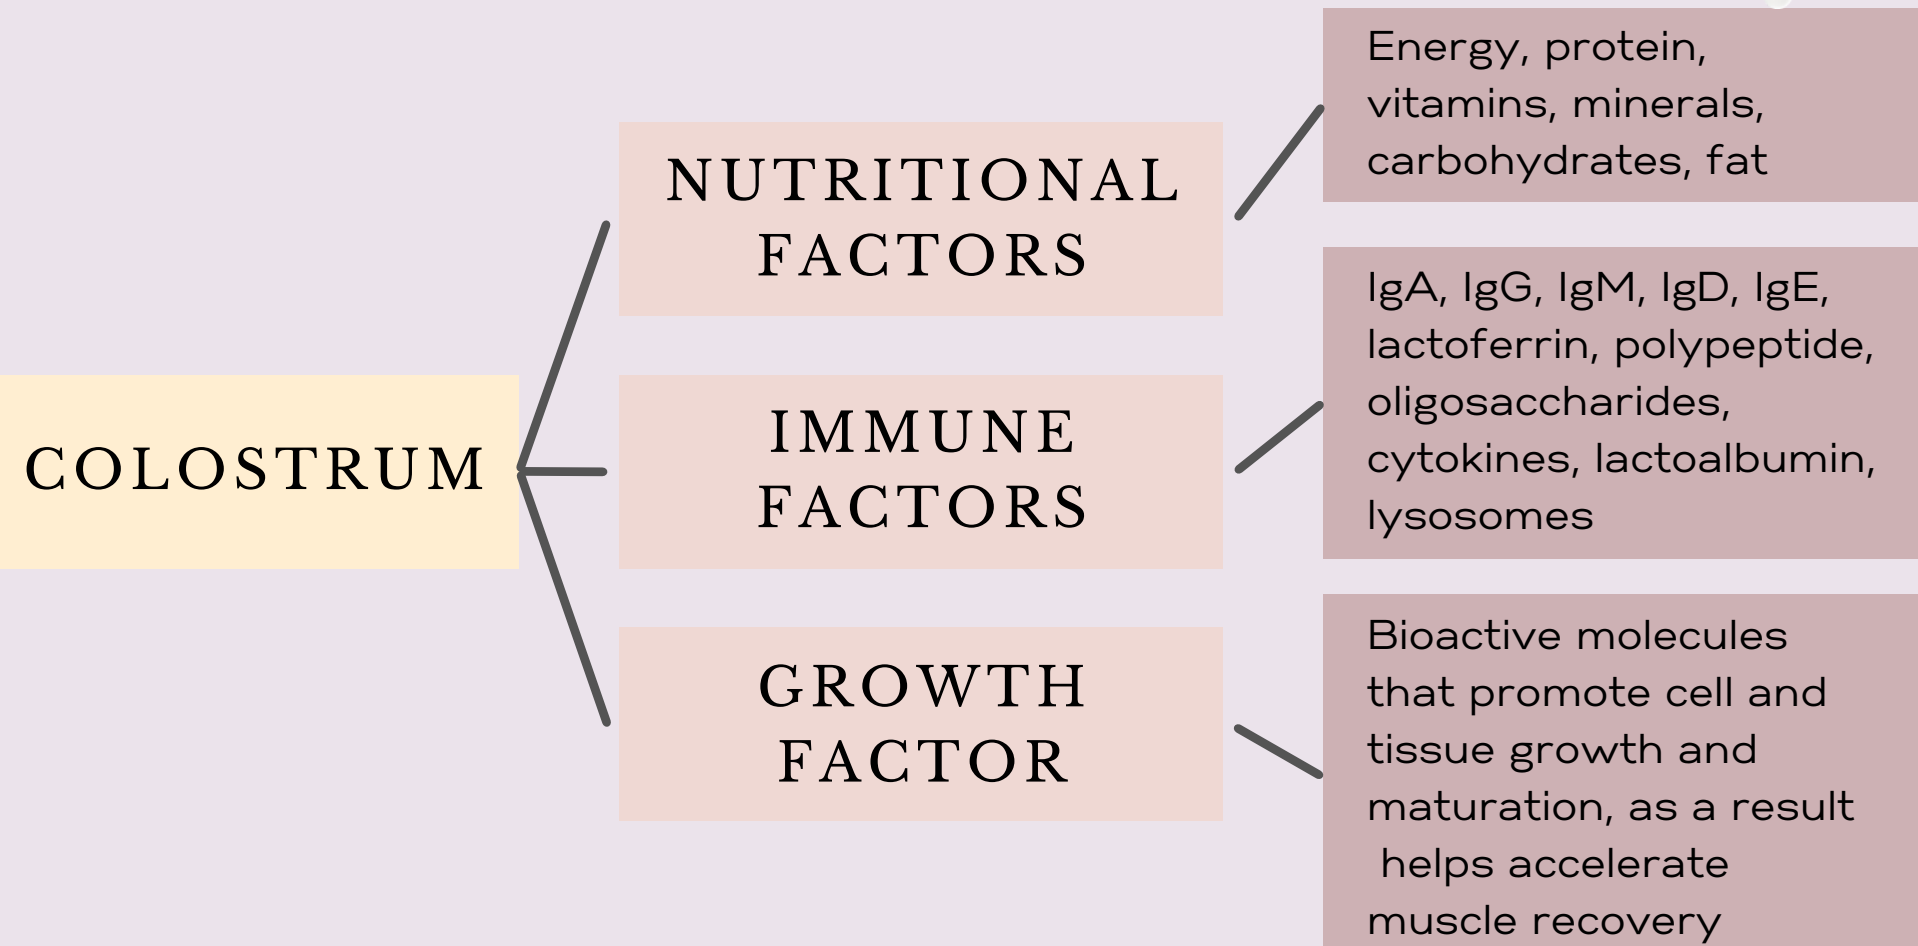 COLOSTRUM
NUTRITIONAL
FACTORS
Energy, protein,
vitamins, minerals,
carbohydrates, fat
IMMUNE
FACTORS
IgA, IgG, IgM, IgD, IgE,
lactoferrin, polypeptide,
oligosaccharides,
cytokines, lactoalbumin,
lysosomes
GROWTH
FACTOR
Bioactive molecules
that promote cell and
tissue growth and
maturation, as a result
helps accelerate
muscle recovery